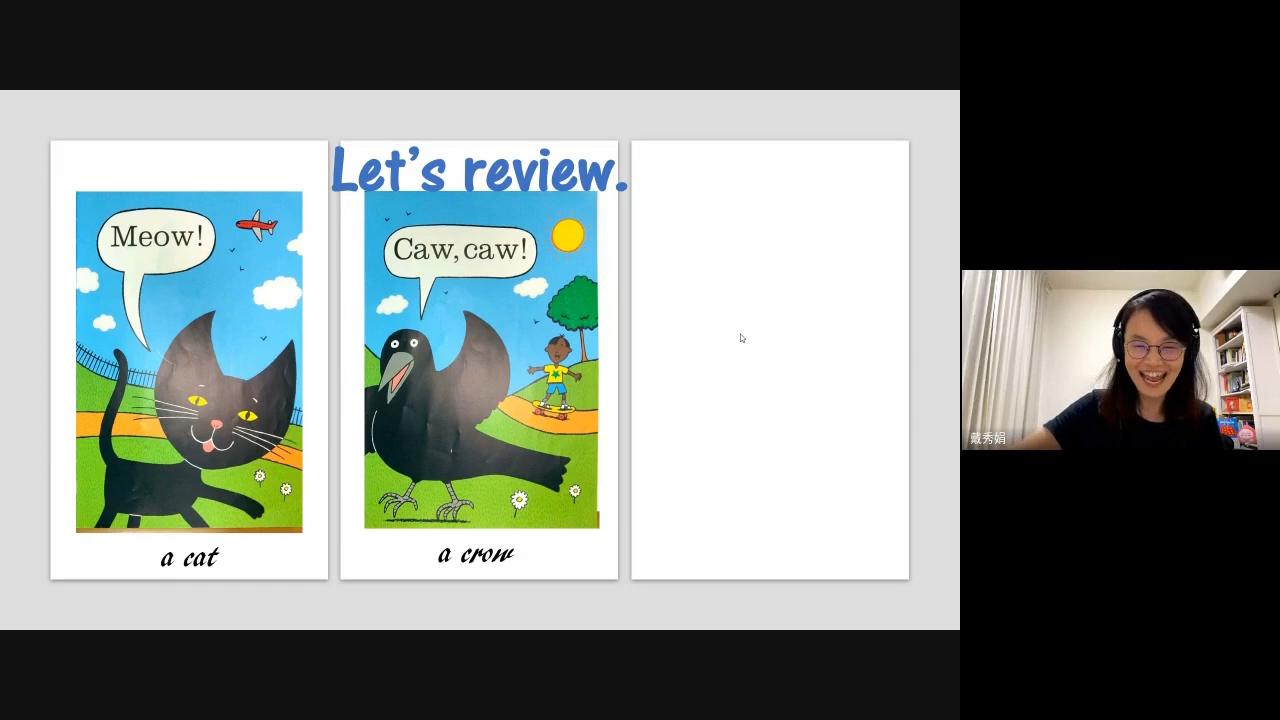 Let's review.
Meow!
Caw, caw!
a cat
a crow
戴秀娟